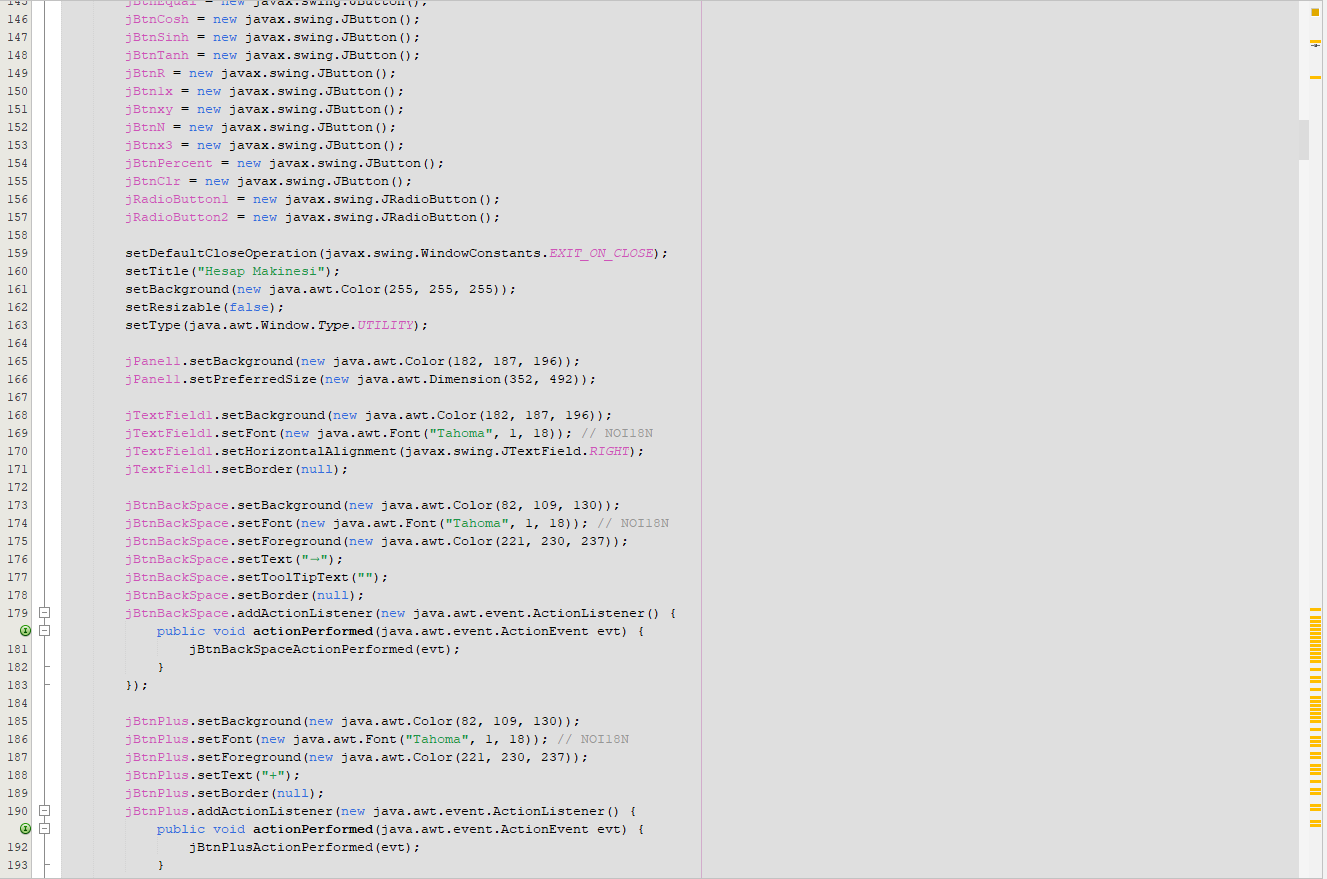 145 jBtnEqual = new javax.swing.JButton();
146 jBtnCosh = new javax.swing.JButton();
147 jBtnSinh = new javax.swing.JButton();
148 jBtnTanh = new javax.swing.JButton();
149 jBtnR = new javax.swing.JButton();
150 jBtn1x = new javax.swing.JButton();
151 jBtnxy = new javax.swing.JButton();
152 jBtnN = new javax.swing.JButton();
153 jBtnx3 = new javax.swing.JButton();
154 jBtnPercent = new javax.swing.JButton();
155 jBtnClr = new javax.swing.JButton();
156 jRadioButton1 = new javax.swing.JRadioButton();
157 jRadioButton2 = new javax.swing.JRadioButton();
158
159 setDefaultCloseOperation(javax.swing.WindowConstants.EXIT_ON_CLOSE);
160 setTitle("Hesap Makinesi");
161 setBackground(new java.awt.Color(255, 255, 255));
162 setResizable(false);
163 setType(java.awt.Window.Type.UTILITY);
164
165 jPanel1.setBackground(new java.awt.Color(182, 187, 196));
166 jPanel1.setPreferredSize(new java.awt.Dimension(352, 492));
167
168 jTextField1.setBackground(new java.awt.Color(182, 187, 196));
169 jTextField1.setFont(new java.awt.Font("Tahoma", 1, 18)); // NOI18N
170 jTextField1.setHorizontalAlignment(javax.swing.JTextField.RIGHT);
171 jTextField1.setBorder(null);
172
173 jBtnBackSpace.setBackground(new java.awt.Color(82, 109, 130));
174 jBtnBackSpace.setFont(new java.awt.Font("Tahoma", 1, 18)); // NOI18N
175 jBtnBackSpace.setForeground(new java.awt.Color(221, 230, 237));
176 jBtnBackSpace.setText("→");
177 jBtnBackSpace.setToolTipText("");
178 jBtnBackSpace.setBorder(null);
179 jBtnBackSpace.addActionListener(new java.awt.event.ActionListener() {
public void actionPerformed(java.awt.event.ActionEvent evt) {
181 jBtnBackSpaceActionPerformed(evt);
182 }
183 });
184
185 jBtnPlus.setBackground(new java.awt.Color(82, 109, 130));
186 jBtnPlus.setFont(new java.awt.Font("Tahoma", 1, 18)); // NOI18N
187 jBtnPlus.setForeground(new java.awt.Color(221, 230, 237));
188 jBtnPlus.setText("+");
189 jBtnPlus.setBorder(null);
190 jBtnPlus.addActionListener(new java.awt.event.ActionListener() {
public void actionPerformed(java.awt.event.ActionEvent evt) {
192 jBtnPlusActionPerformed(evt);
193 }